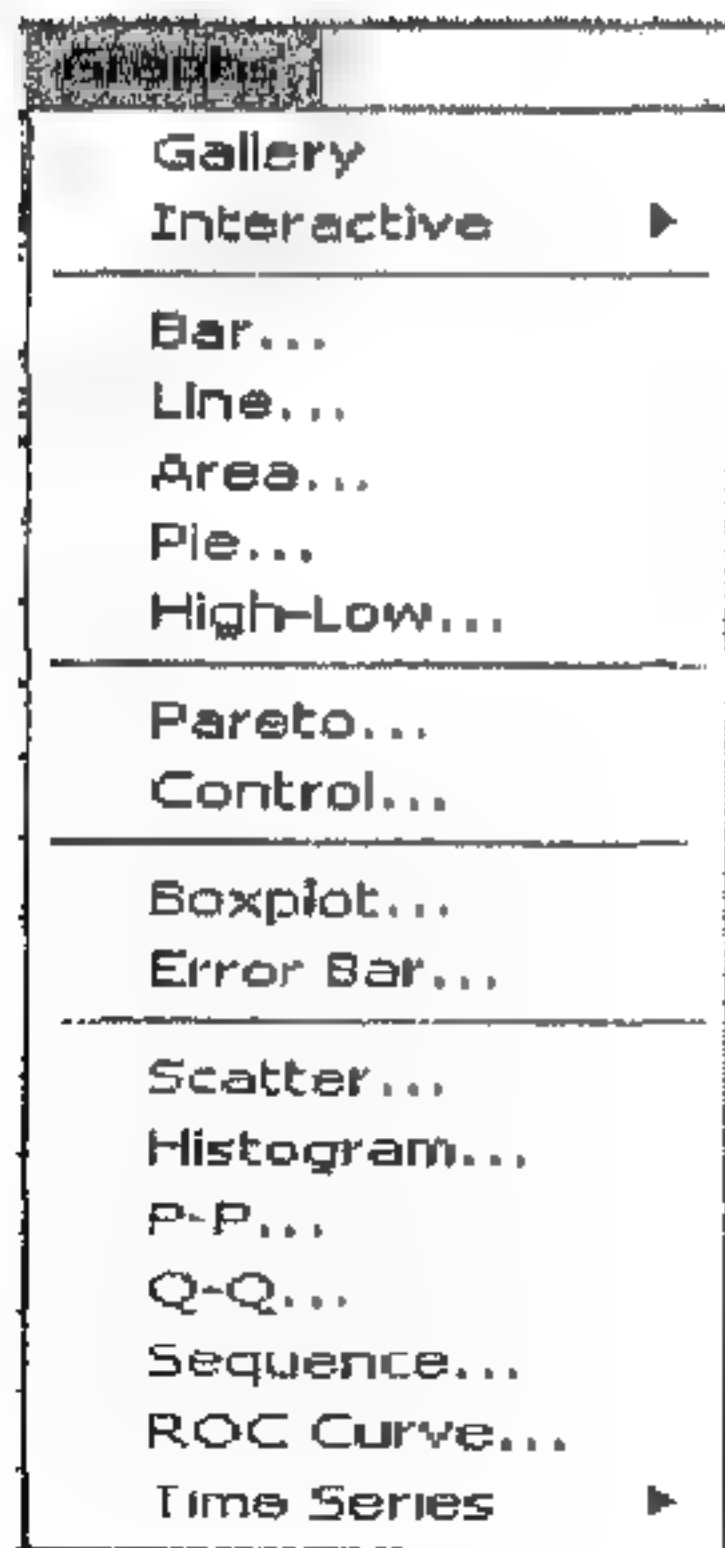 Graphs
Gallery
Interactive
Bar...
Line...
Area...
Pie...
High-Low...
Pareto...
Control...
Boxplot...
Error Bar...
Scatter...
Histogram...
P-P...
Q-Q...
Sequence...
ROC Curve...
Time Series